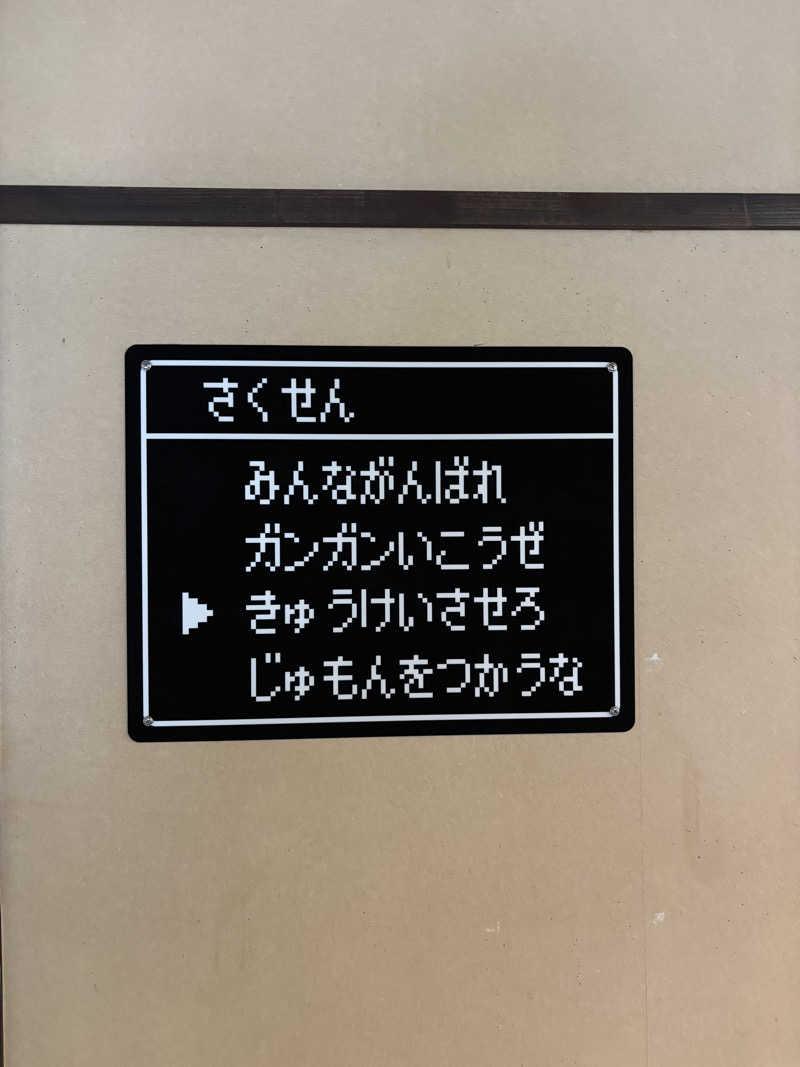 さくせん
みんながんばれ
ガンガンいこうぜ
▶きゅうけいさせろ
じゅもんをつかうな